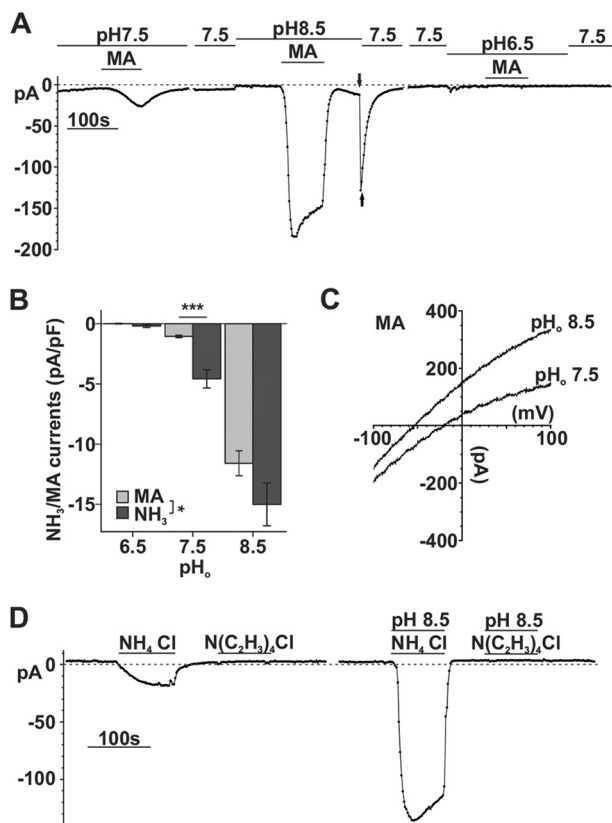 A
pH7.5 7.5 pH8.5 7.5 7.5 pH6.5 7.5
MA MA MA
0
pA
-50
100s
-100
-150
-200
B
***
0
-5
-10
-15
NH₃/MA currents (pA/pF)
MA
NH₃
*
6.5 7.5 8.5
pHₒ
C
MA
400
pHₒ 8.5
200
pHₒ 7.5
(mV)
-100 100
(pA)
-200
-400
D
pH 8.5 pH 8.5
NH₄ Cl N(C₂H₃)₄Cl NH₄ Cl N(C₂H₃)₄Cl
pA
0
-50
100s
-100